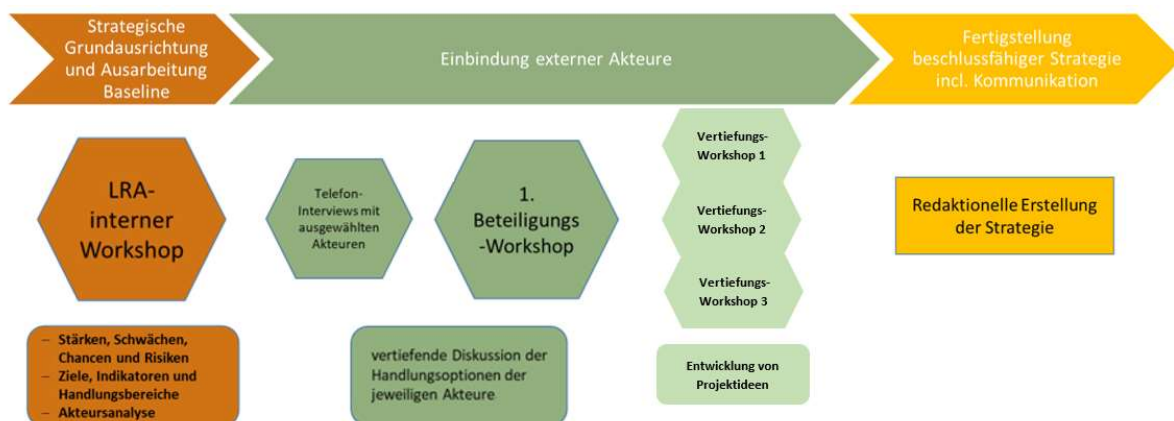 Strategische
Grundausrichtung
und Ausarbeitung
Baseline
Einbindung externer Akteure
Fertigstellung
beschlussfähiger Strategie
incl. Kommunikation
LRA-
interner
Workshop
Telefon-
Interviews mit
ausgewählten
Akteuren
1.
Beteiligungs
-Workshop
Vertiefungs-
Workshop 1
Vertiefungs-
Workshop 2
Vertiefungs-
Workshop 3
Redaktionelle Erstellung
der Strategie
– Stärken, Schwächen,
Chancen und Risiken
– Ziele, Indikatoren und
Handlungsbereiche
– Akteursanalyse
vertiefende Diskussion der
Handlungsoptionen der
jeweiligen Akteure
Entwicklung von
Projektideen